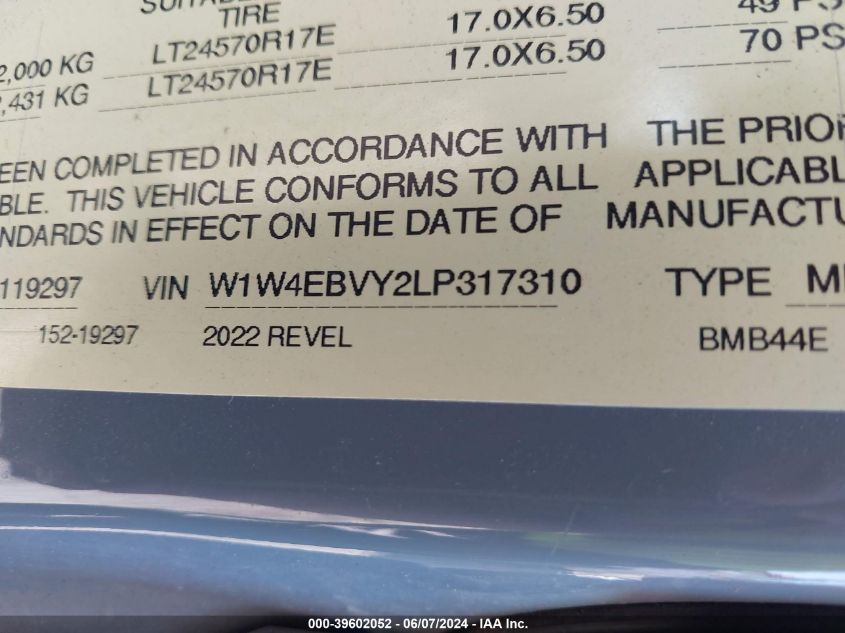 TIRE
LT24570R17E 17.0X6.50 49
2,000 KG LT24570R17E 17.0X6.50 70 PS
,431 KG
EEN COMPLETED IN ACCORDANCE WITH THE PRIOR
BLE. THIS VEHICLE CONFORMS TO ALL APPLICABL
NDARDS IN EFFECT ON THE DATE OF MANUFACTU
119297 VIN W1W4EBVY2LP317310 TYPE M
152-19297 2022 REVEL BMB44E
000-39602052 - 06/07/2024 - IAA Inc.